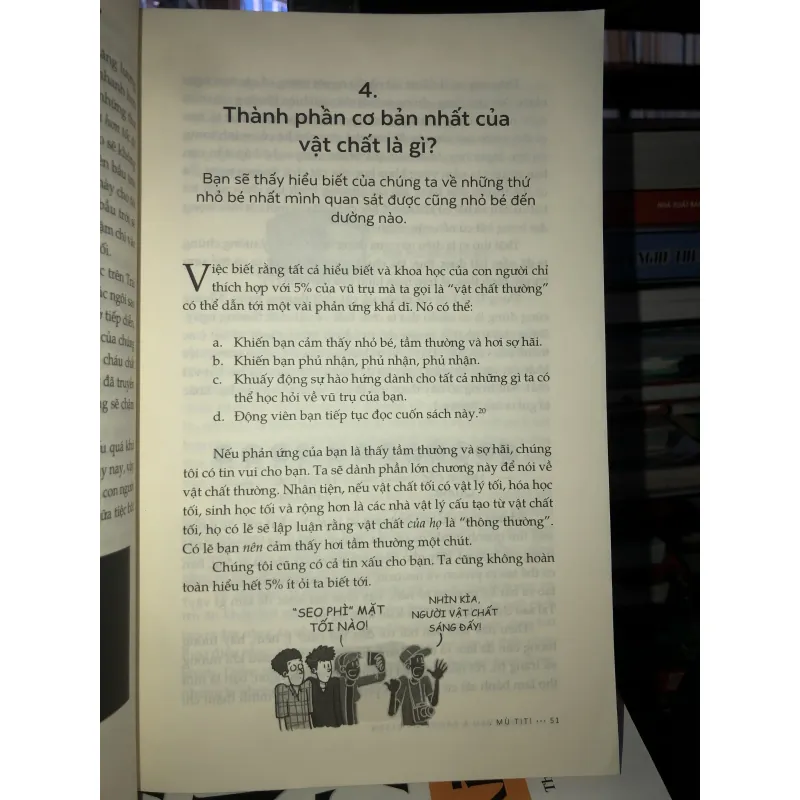 4.
Thành phần cơ bản nhất của
vật chất là gì?
Bạn sẽ thấy hiểu biết của chúng ta về những thứ
nhỏ bé nhất mình quan sát được cũng nhỏ bé đến
dường nào.
Việc biết rằng tất cả hiểu biết và khoa học của con người chỉ
thích hợp với 5% của vũ trụ mà ta gọi là “vật chất thường”
có thể dẫn tới một vài phản ứng khả dĩ. Nó có thể:
a. Khiến bạn cảm thấy nhỏ bé, tầm thường và hơi sợ hãi.
b. Khiến bạn phủ nhận, phủ nhận, phủ nhận.
c. Khuấy động sự hào hứng dành cho tất cả những gì ta có
thể học hỏi về vũ trụ của bạn.
d. Động viên bạn tiếp tục đọc cuốn sách này.20
Nếu phản ứng của bạn là thấy tầm thường và sợ hãi, chúng
tôi có tin vui cho bạn. Ta sẽ dành phần lớn chương này để nói về
vật chất thường. Nhân tiện, nếu vật chất tối có vật lý tối, hóa học
tối, sinh học tối và rộng hơn là các nhà vật lý cấu tạo từ vật chất
tối, họ có lẽ sẽ lập luận rằng vật chất của họ là “thông thường”.
Có lẽ bạn nên cảm thấy hơi tầm thường một chút.
Chúng tôi cũng có cả tin xấu cho bạn. Ta cũng không hoàn
toàn hiểu hết 5% ít ỏi ta biết tới.
“SEO PHÌ” MẶT
TỐI NÀO!
NHÌN KÌA,
NGƯỜI VẬT CHẤT
SÁNG ĐẤY!
MÙ TỊT! ••• 51